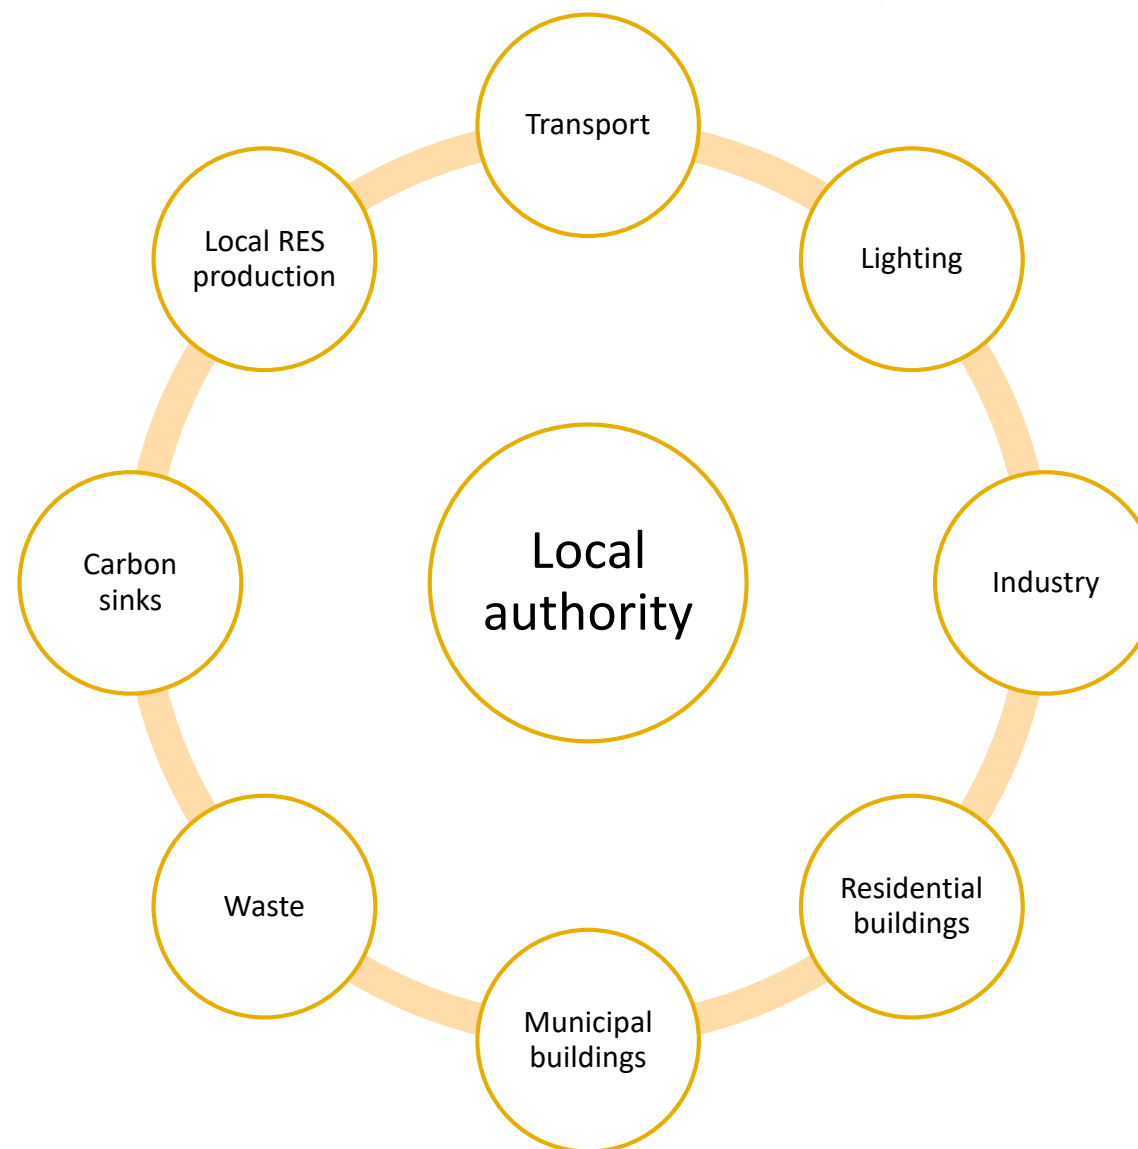 Transport
Local RES
production
Lighting
Carbon
sinks
Local
authority
Industry
Waste
Residential
buildings
Municipal
buildings